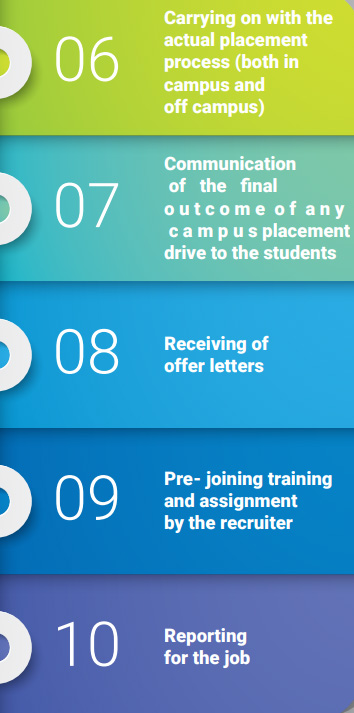 06
Carrying on with the
actual placement
process (both in
campus and
off campus)
07
Communication
of the final
outcome of any
campus placement
drive to the students
08
Receiving of
offer letters
09
Pre- joining training
and assignment
by the recruiter
10
Reporting
for the job